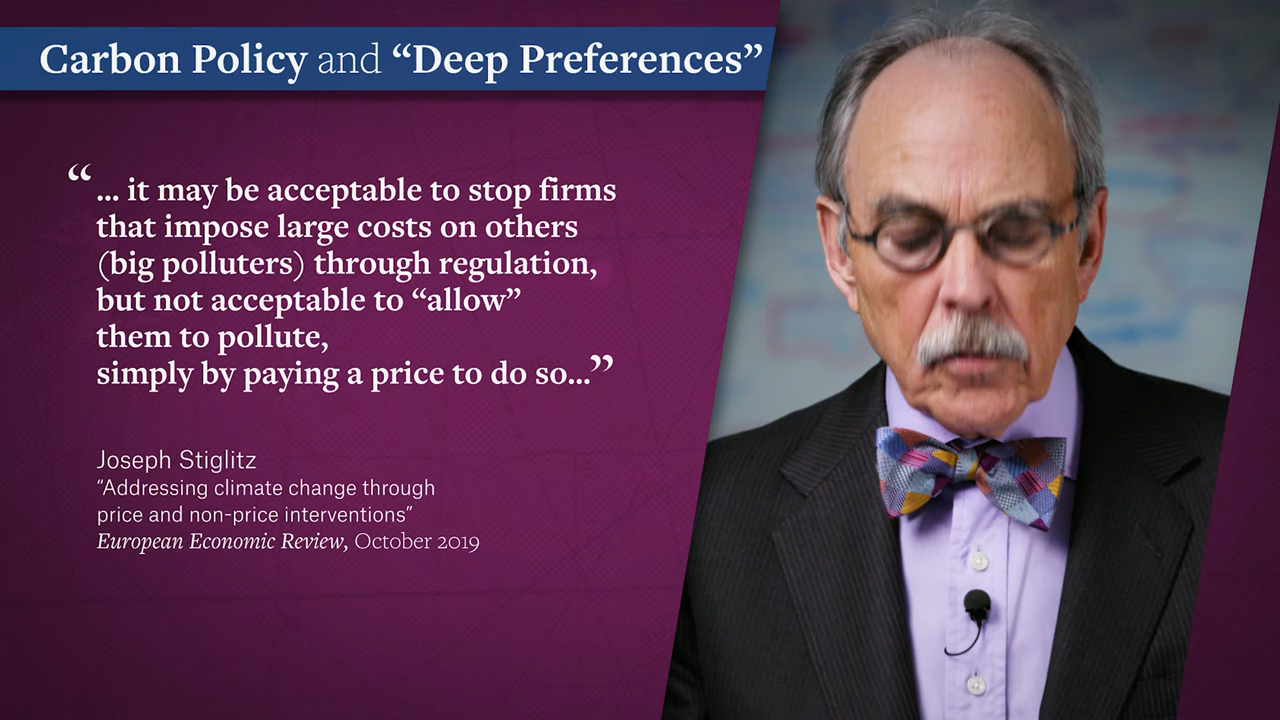 Carbon Policy and “Deep Preferences”
“... it may be acceptable to stop firms
that impose large costs on others
(big polluters) through regulation,
but not acceptable to “allow”
them to pollute,
simply by paying a price to do so...”
Joseph Stiglitz
“Addressing climate change through
price and non-price interventions”
European Economic Review, October 2019